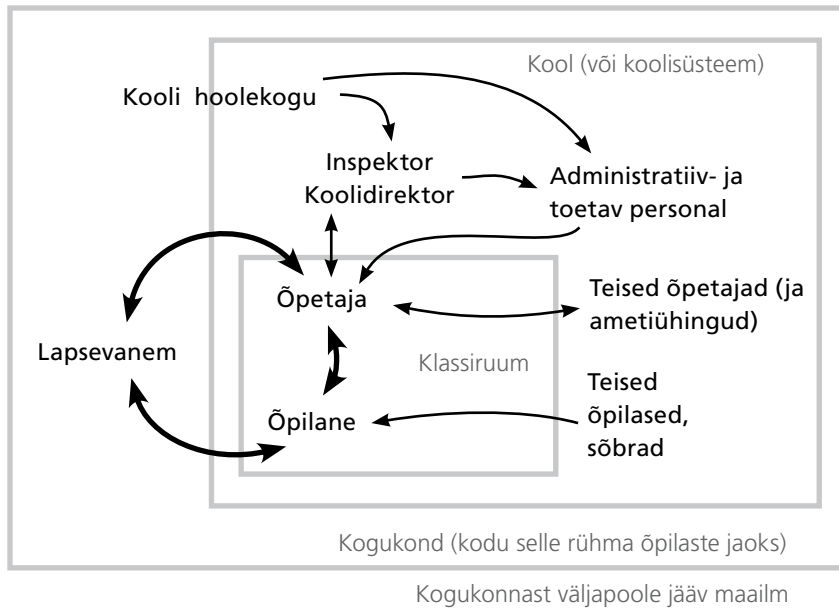 Kool (või koolisüsteem)
Kooli hoolekogu
Inspektor
Koolidirektor
Administratiiv- ja
toetav personal
Õpetaja
Teised õpetajad (ja
ametiühingud)
Lapsevanem
Klassiruum
Õpilane
Teised
õpilased,
sõbrad
Kogukond (kodu selle rühma õpilaste jaoks)
Kogukonnast väljapoole jääv maailm